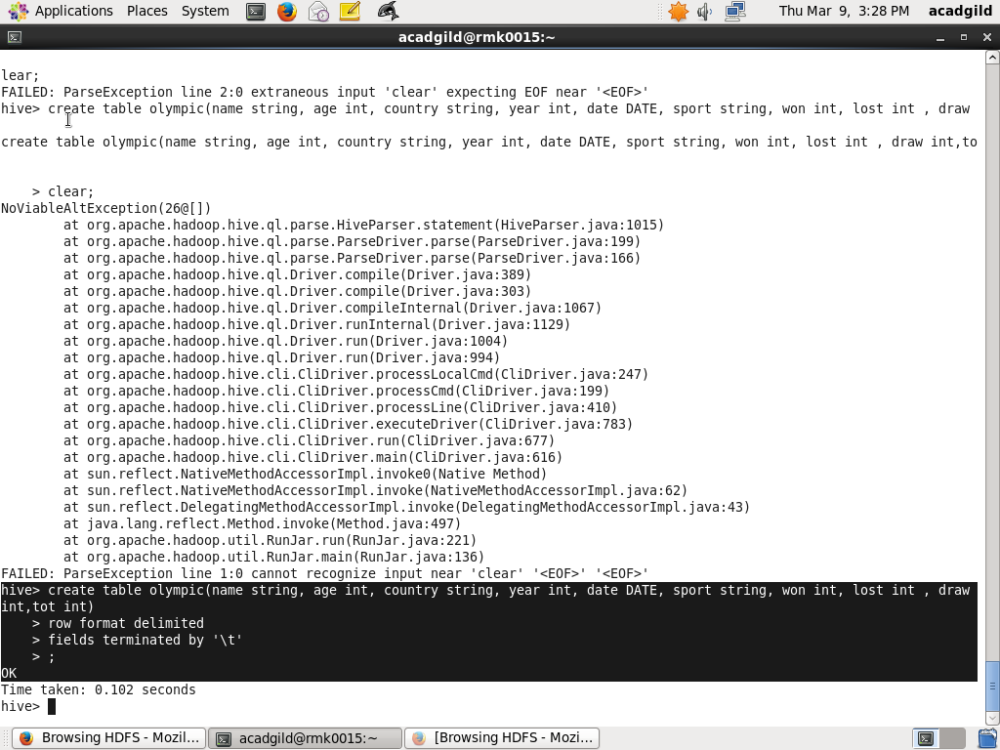 Applications Places System Thu Mar 9, 3:28 PM acadgild
acadgild@rmk0015:~
lear;
FAILED: ParseException line 2:0 extraneous input 'clear' expecting EOF near '<EOF>'
hive> create table olympic(name string, age int, country string, year int, date DATE, sport string, won int, lost int , draw
create table olympic(name string, age int, country string, year int, date DATE, sport string, won int, lost int , draw int,to
    > clear;
NoViableAltException(26@[])
        at org.apache.hadoop.hive.ql.parse.HiveParser.statement(HiveParser.java:1015)
        at org.apache.hadoop.hive.ql.parse.ParseDriver.parse(ParseDriver.java:199)
        at org.apache.hadoop.hive.ql.parse.ParseDriver.parse(ParseDriver.java:166)
        at org.apache.hadoop.hive.ql.Driver.compile(Driver.java:389)
        at org.apache.hadoop.hive.ql.Driver.compile(Driver.java:303)
        at org.apache.hadoop.hive.ql.Driver.compileInternal(Driver.java:1067)
        at org.apache.hadoop.hive.ql.Driver.runInternal(Driver.java:1129)
        at org.apache.hadoop.hive.ql.Driver.run(Driver.java:1004)
        at org.apache.hadoop.hive.ql.Driver.run(Driver.java:994)
        at org.apache.hadoop.hive.cli.CliDriver.processLocalCmd(CliDriver.java:247)
        at org.apache.hadoop.hive.cli.CliDriver.processCmd(CliDriver.java:199)
        at org.apache.hadoop.hive.cli.CliDriver.processLine(CliDriver.java:410)
        at org.apache.hadoop.hive.cli.CliDriver.executeDriver(CliDriver.java:783)
        at org.apache.hadoop.hive.cli.CliDriver.run(CliDriver.java:677)
        at org.apache.hadoop.hive.cli.CliDriver.main(CliDriver.java:616)
        at sun.reflect.NativeMethodAccessorImpl.invoke0(Native Method)
        at sun.reflect.NativeMethodAccessorImpl.invoke(NativeMethodAccessorImpl.java:62)
        at sun.reflect.DelegatingMethodAccessorImpl.invoke(DelegatingMethodAccessorImpl.java:43)
        at java.lang.reflect.Method.invoke(Method.java:497)
        at org.apache.hadoop.util.RunJar.run(RunJar.java:221)
        at org.apache.hadoop.util.RunJar.main(RunJar.java:136)
FAILED: ParseException line 1:0 cannot recognize input near 'clear' '<EOF>' '<EOF>'
hive> create table olympic(name string, age int, country string, year int, date DATE, sport string, won int, lost int , draw
int,tot int)
    > row format delimited
    > fields terminated by '\t'
    > ;
OK
Time taken: 0.102 seconds
hive>
Browsing HDFS - Mozil... acadgild@rmk0015:~ [Browsing HDFS - Mozi...